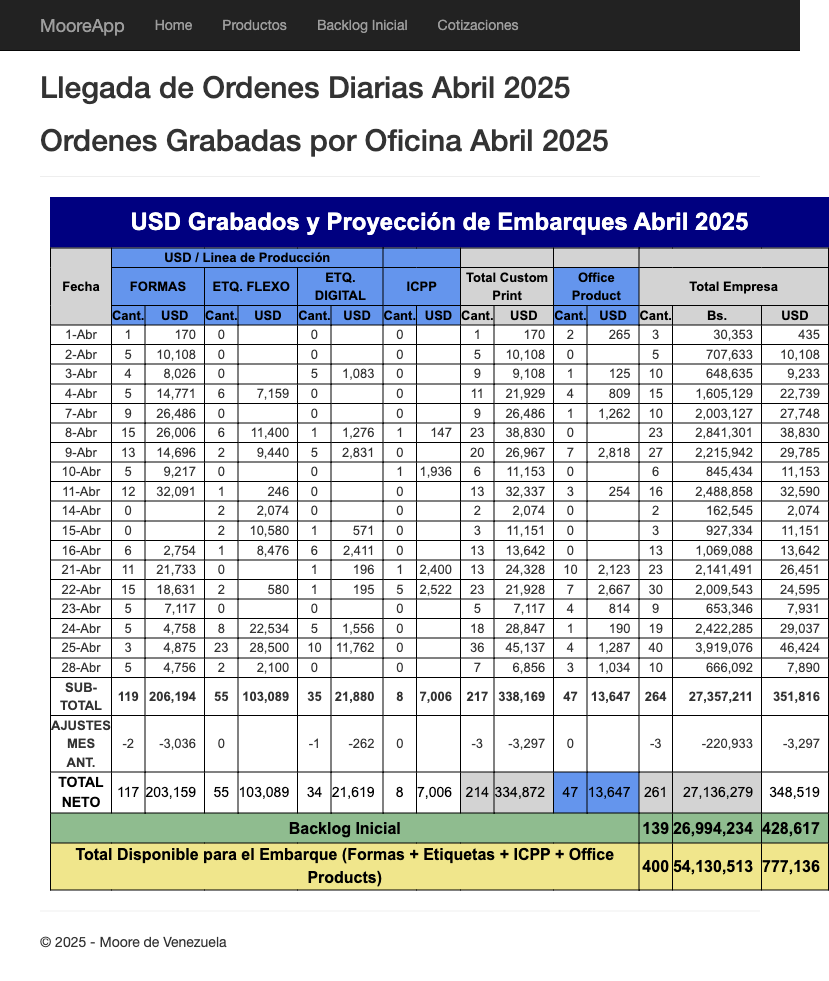 MooreApp Home Productos Backlog Inicial Cotizaciones
Llegada de Ordenes Diarias Abril 2025
Ordenes Grabadas por Oficina Abril 2025
USD Grabados y Proyección de Embarques Abril 2025
USD / Linea de Producción
Fecha FORMAS ETQ. FLEXO ETQ. DIGITAL ICPP Total Custom Print Office Product Total Empresa
Cant. USD Cant. USD Cant. USD Cant. USD Cant. USD Cant. USD Cant. Bs. USD
1-Abr 1 170 0 0 0 1 170 2 265 3 30,353 435
2-Abr 5 10,108 0 0 0 5 10,108 0 5 707,633 10,108
3-Abr 4 8,026 0 5 1,083 0 9 9,108 1 125 10 648,635 9,233
4-Abr 5 14,771 6 7,159 0 0 11 21,929 4 809 15 1,605,129 22,739
7-Abr 9 26,486 0 0 0 9 26,486 1 1,262 10 2,003,127 27,748
8-Abr 15 26,006 6 11,400 1 1,276 1 147 23 38,830 0 23 2,841,301 38,830
9-Abr 13 14,696 2 9,440 5 2,831 0 20 26,967 7 2,818 27 2,215,942 29,785
10-Abr 5 9,217 0 0 1 1,936 6 11,153 0 6 845,434 11,153
11-Abr 12 32,091 1 246 0 0 13 32,337 3 254 16 2,488,858 32,590
14-Abr 0 2 2,074 0 0 2 2,074 0 2 162,545 2,074
15-Abr 0 2 10,580 1 571 0 3 11,151 0 3 927,334 11,151
16-Abr 6 2,754 1 8,476 6 2,411 0 13 13,642 0 13 1,069,088 13,642
21-Abr 11 21,733 0 1 196 1 2,400 13 24,328 10 2,123 23 2,141,491 26,451
22-Abr 15 18,631 2 580 1 195 5 2,522 23 21,928 7 2,667 30 2,009,543 24,595
23-Abr 5 7,117 0 0 0 5 7,117 4 814 9 653,346 7,931
24-Abr 5 4,758 8 22,534 5 1,556 0 18 28,847 1 190 19 2,422,285 29,037
25-Abr 3 4,875 23 28,500 10 11,762 0 36 45,137 4 1,287 40 3,919,076 46,424
28-Abr 5 4,756 2 2,100 0 0 7 6,856 3 1,034 10 666,092 7,890
SUB-TOTAL 119 206,194 55 103,089 35 21,880 8 7,006 217 338,169 47 13,647 264 27,357,211 351,816
AJUSTES MES ANT. -2 -3,036 0 -1 -262 0 -3 -3,297 0 -3 -220,933 -3,297
TOTAL NETO 117 203,159 55 103,089 34 21,619 8 7,006 214 334,872 47 13,647 261 27,136,279 348,519
Backlog Inicial 139 26,994,234 428,617
Total Disponible para el Embarque (Formas + Etiquetas + ICPP + Office Products) 400 54,130,513 777,136
© 2025 - Moore de Venezuela